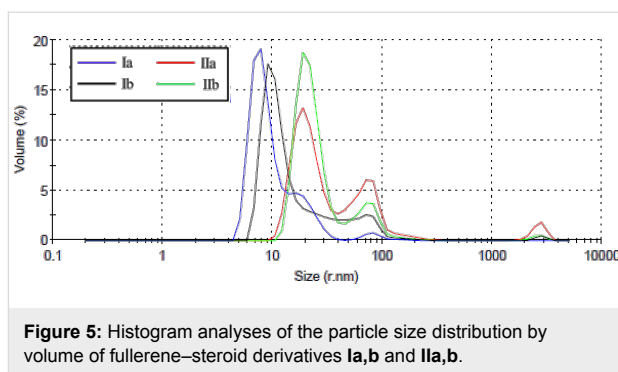 20
15
10
5
0
Volume (%)
Ia
IIa
Ib
IIb
0.1
1
10
100
1000
10000
Size (r.nm)
Figure 5: Histogram analyses of the particle size distribution by
volume of fullerene–steroid derivatives Ia,b and IIa,b.